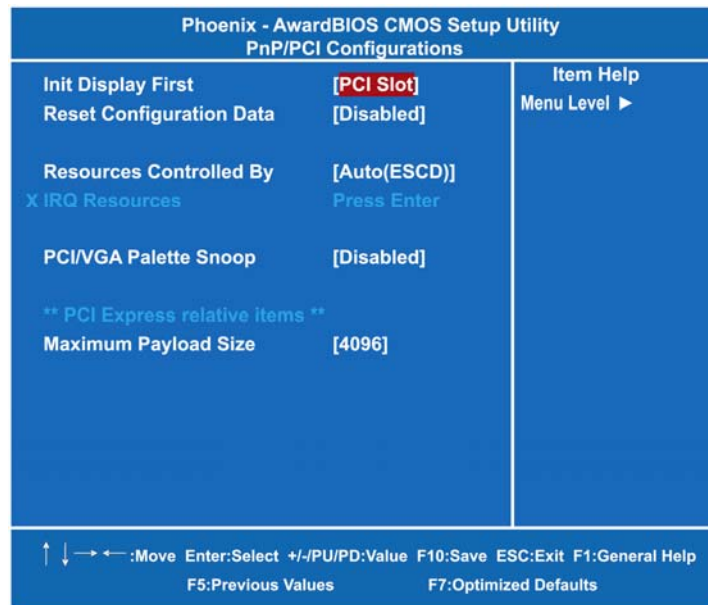 Phoenix - AwardBIOS CMOS Setup Utility
PnP/PCI Configurations
Init Display First [PCI Slot]
Reset Configuration Data [Disabled]
Resources Controlled By [Auto(ESCD)]
X IRQ Resources Press Enter
PCI/VGA Palette Snoop [Disabled]
** PCI Express relative items **
Maximum Payload Size [4096]
Item Help
Menu Level ►
↑ ↓ → ← :Move Enter:Select +/-/PU/PD:Value F10:Save ESC:Exit F1:General Help
F5:Previous Values F7:Optimized Defaults